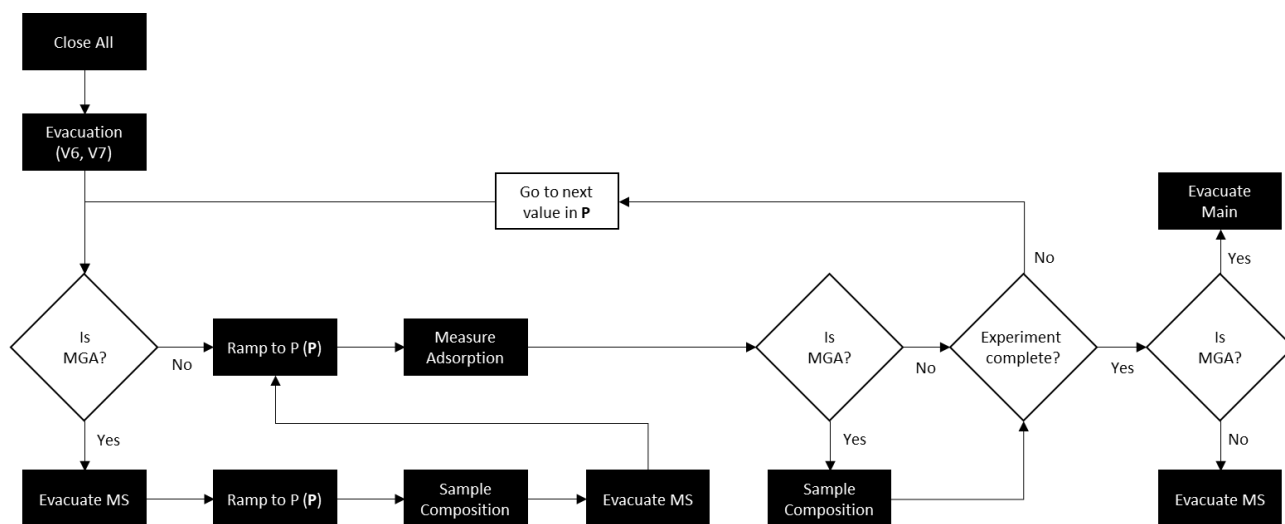 Close All
Evacuation
(V6, V7)
Go to next
value in P
Evacuate
Main
No
Yes
Is
MGA?
No
Ramp to P (P)
Measure
Adsorption
Is
MGA?
No
Experiment
complete?
Yes
Is
MGA?
Yes
Yes
No
Evacuate MS
Ramp to P (P)
Sample
Composition
Evacuate MS
Sample
Composition
Evacuate MS